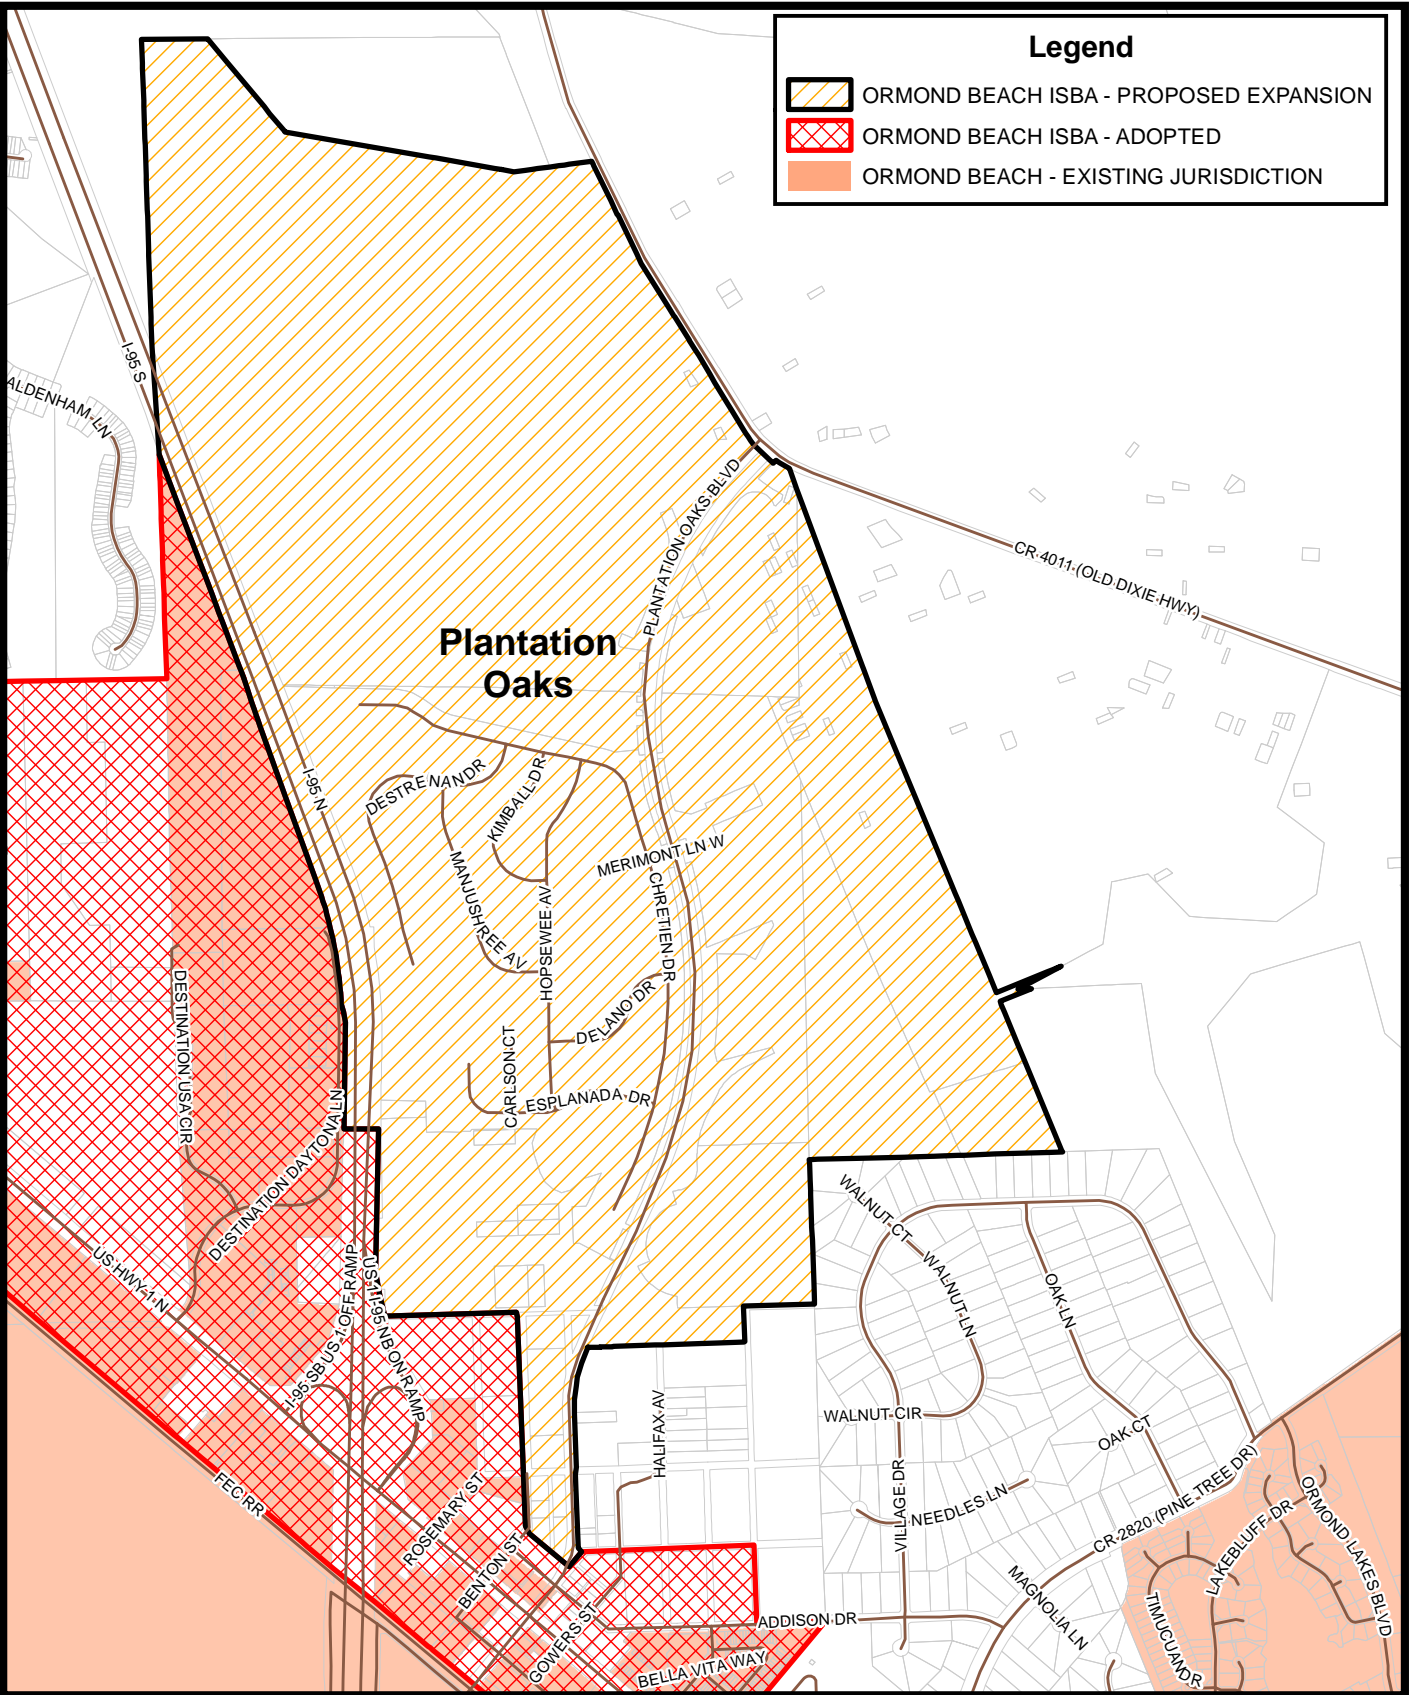 Legend
ORMOND BEACH ISBA - PROPOSED EXPANSION
ORMOND BEACH ISBA - ADOPTED
ORMOND BEACH - EXISTING JURISDICTION
I-95 S
ALDENHAM LN
PLANTATION OAKS BLVD
CR 4011 (OLD DIXIE HWY)
Plantation
Oaks
I-95 N
DESTRENAN DR
KIMBALL DR
MERIMONT LN W
MANJUSHREE AV
HOPSEWEE AV
CHRETIEN DR
DESTINATION USA CIR
DELANO DR
CARLSON CT
ESPLANADA DR
DESTINATION DAYTONA LN
WALNUT CT
WALNUT LN
OAK LN
US HWY 1 N
I-95 SB US 1 OFF RAMP
US 1 I-95 NB ON RAMP
HALIFAX AV
WALNUT CIR
OAK CT
FEC RR
ROSEMARY ST
VILLAGE DR
NEEDLES LN
CR 2820 (PINE TREE DR)
ORMOND LAKES BLVD
LAKEBLUFF DR
BENTON ST
MAGNOLIA LN
TIMUCUAN DR
GOWERS ST
ADDISON DR
BELLA VITA WAY